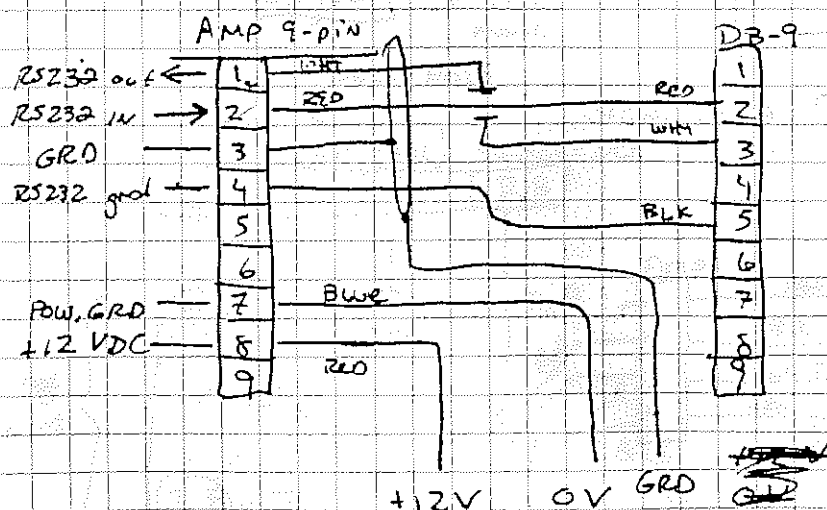 AMP 9-PIN
DB-9
RS232 out
1
WHT
1
RS232 IN
2
RED
RED
2
GRD
3
WHT
3
RS232 gnd
4
4
5
BLK
5
6
6
POW.GRD
7
BLUE
7
+12 VDC
8
RED
8
9
9
+12V
0V
GRD